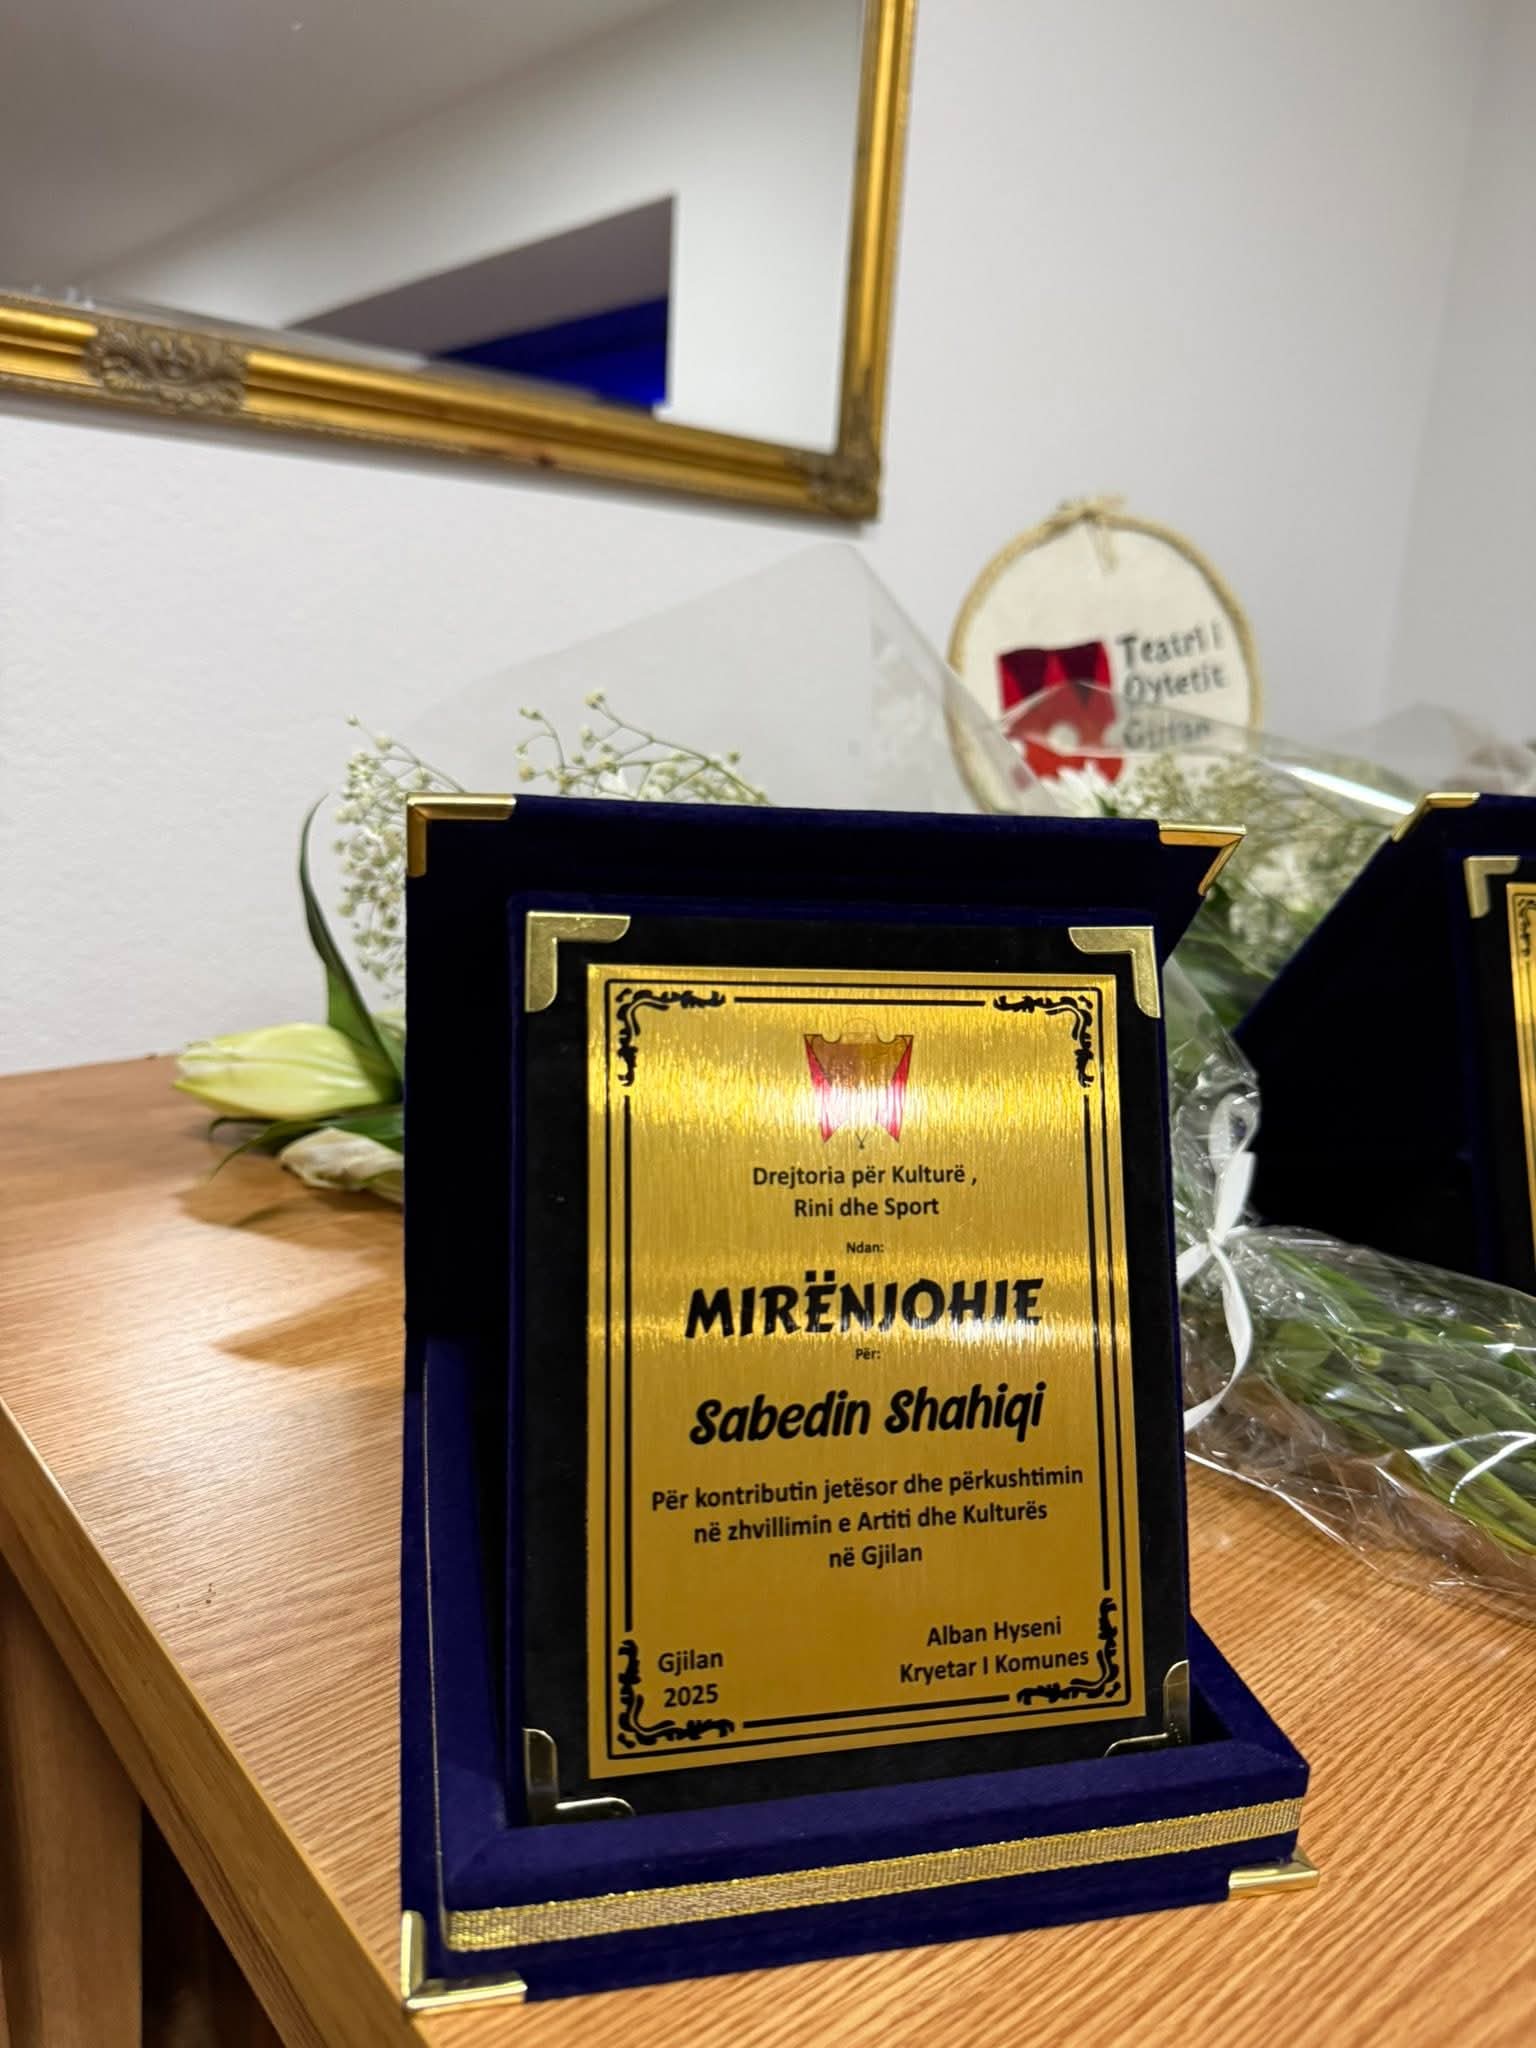 Teatri i
Qytetit
Gjilan
Drejtoria për Kulturë ,
Rini dhe Sport
Ndan:
MIRËNJOHIE
Për:
Sabedin Shahiqi
Për kontributin jetësor dhe përkushtimin
në zhvillimin e Artiti dhe Kulturës
në Gjilan
Gjilan
2025
Alban Hyseni
Kryetar I Komunes